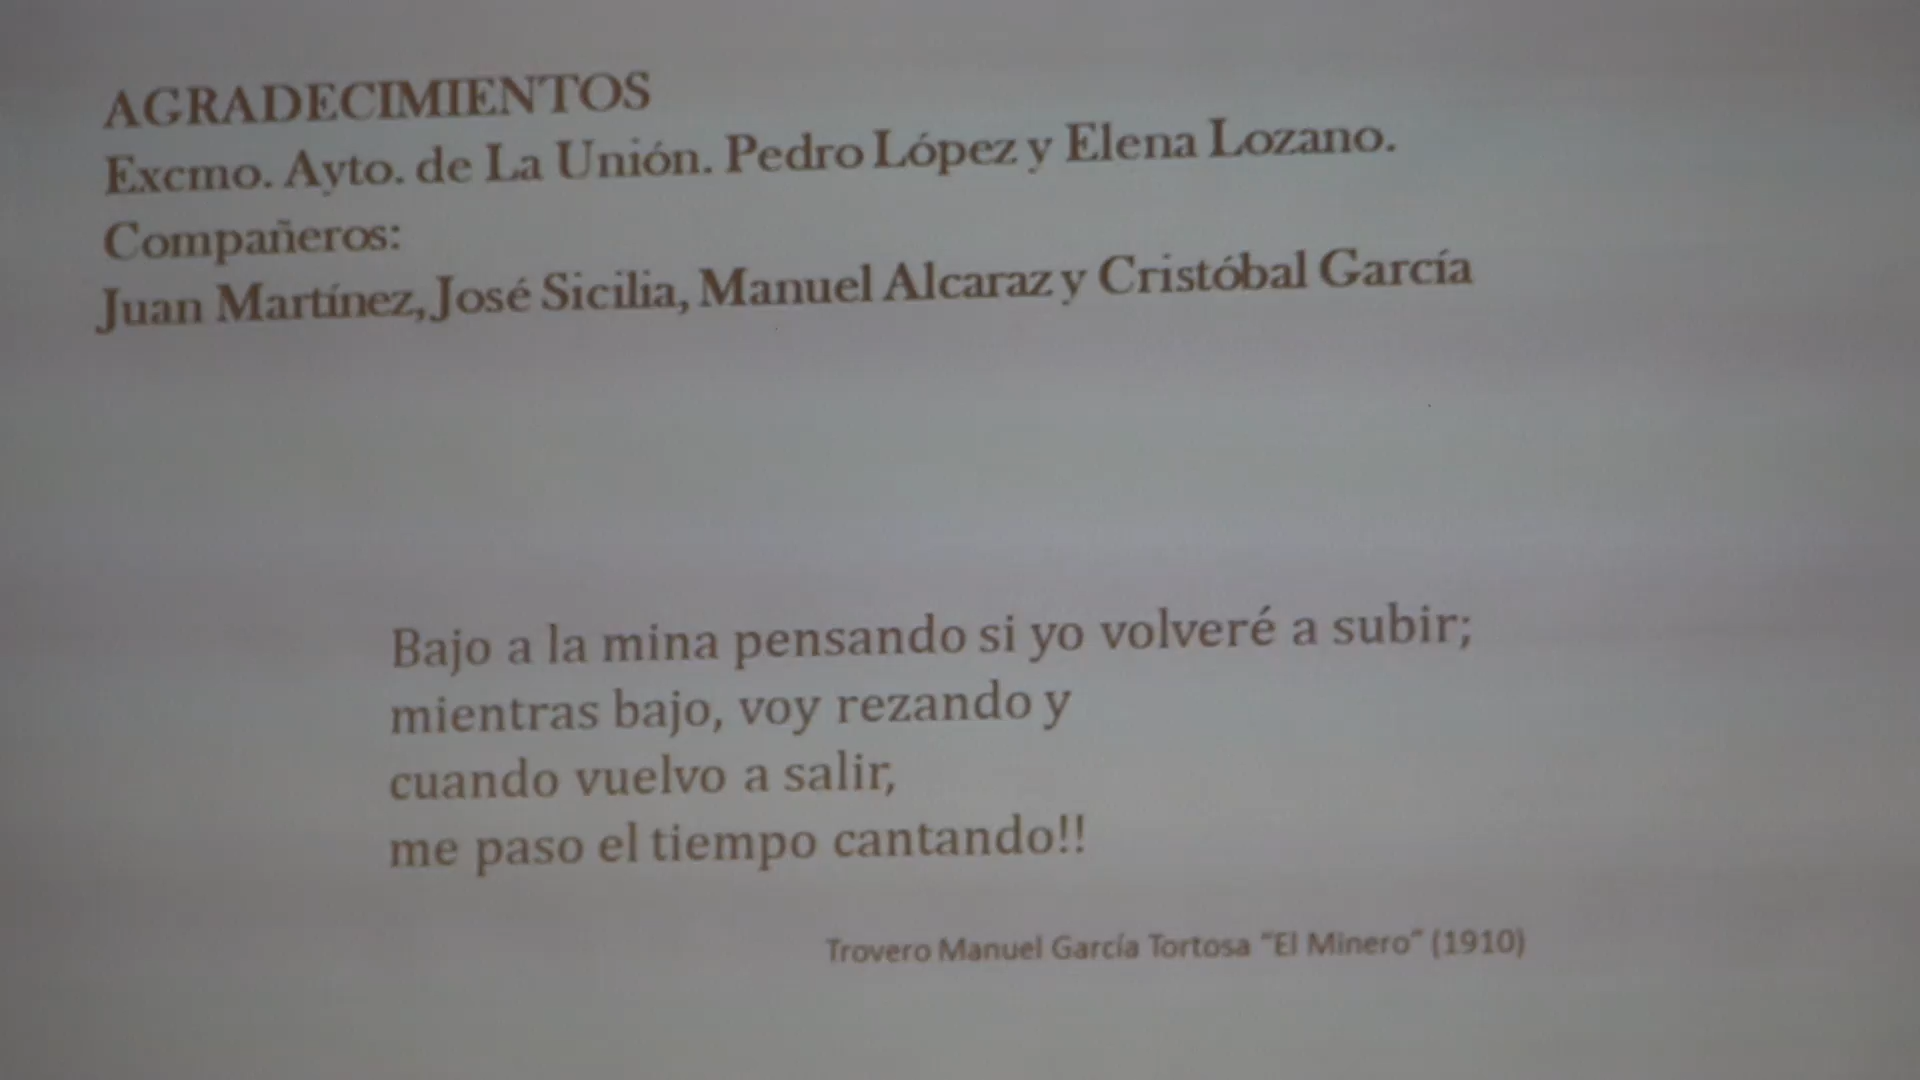 AGRADECIMIENTOS
Excmo. Ayto. de La Unión. Pedro López y Elena Lozano.
Compañeros:
Juan Martínez, José Sicilia, Manuel Alcaraz y Cristóbal García
Bajo a la mina pensando si yo volveré a subir;
mientras bajo, voy rezando y
cuando vuelvo a salir,
me paso el tiempo cantando!!
Trovero Manuel García Tortosa "El Minero" (1910)